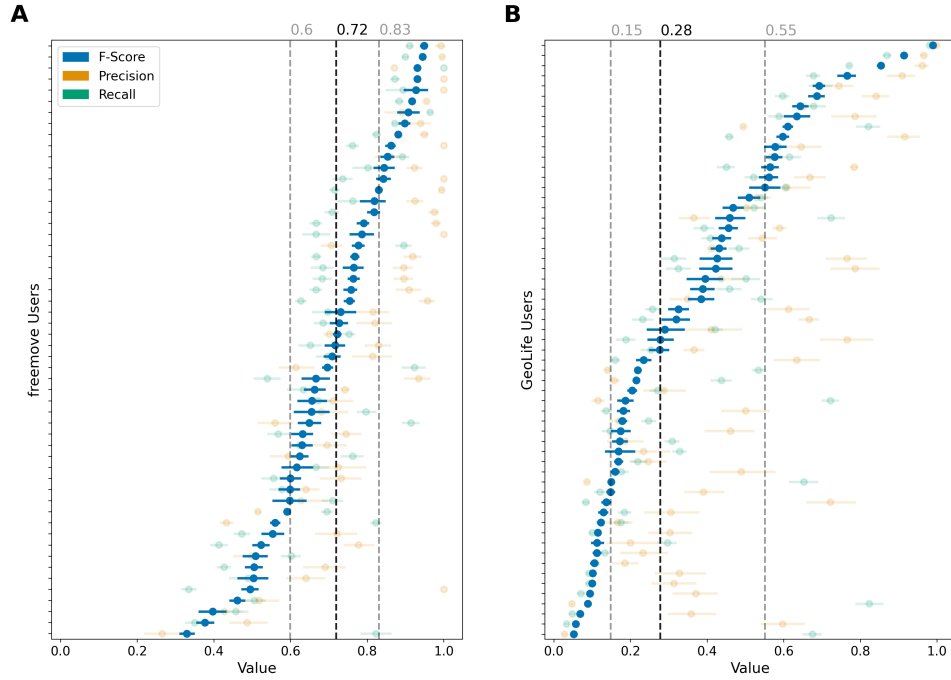 A
0.6 0.72 0.83
F-Score
Precision
Recall
freemove Users
0.0 0.2 0.4 0.6 0.8 1.0
Value
B
0.15 0.28 0.55
GeoLife Users
0.0 0.2 0.4 0.6 0.8 1.0
Value